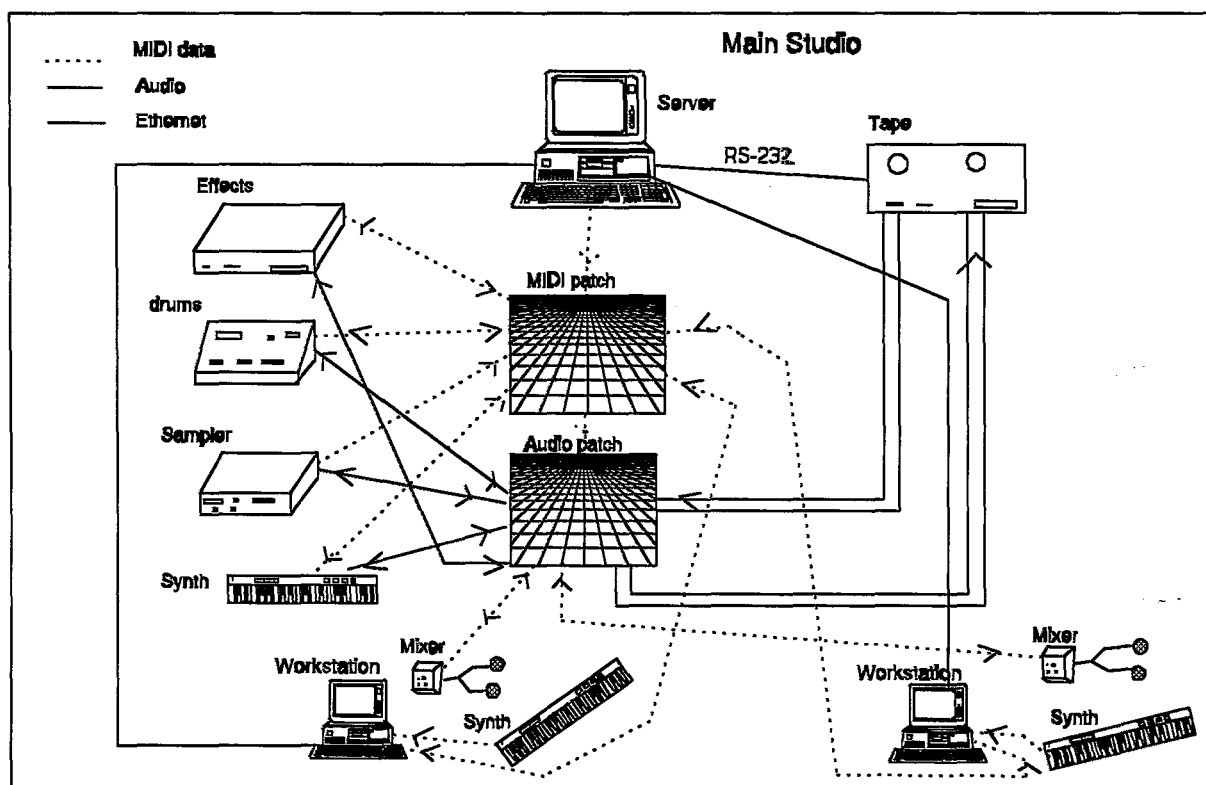 Main Studio
MIDI data
Audio
Ethernet
Server
Tape
RS-232
Effects
MIDI patch
drums
Sampler
Audio patch
Synth
Mixer
Mixer
Workstation
Workstation
Synth
Synth